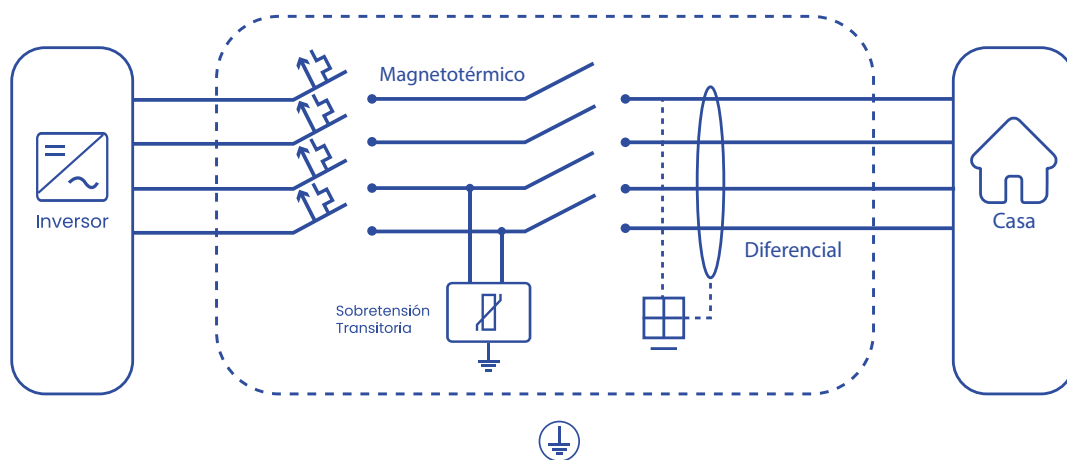 Magnetotérmico
Inversor
Casa
Diferencial
Sobretensión
Transitoria